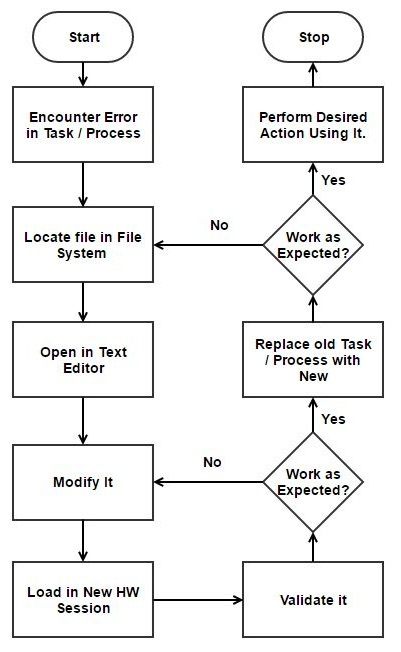 Start
Encounter Error
in Task / Process
Locate file in File
System
Open in Text
Editor
Modify It
Load in New HW
Session
Validate it
Work as
Expected?
No
Yes
Replace old Task
/ Process with
New
Work as
Expected?
No
Yes
Perform Desired
Action Using It.
Stop